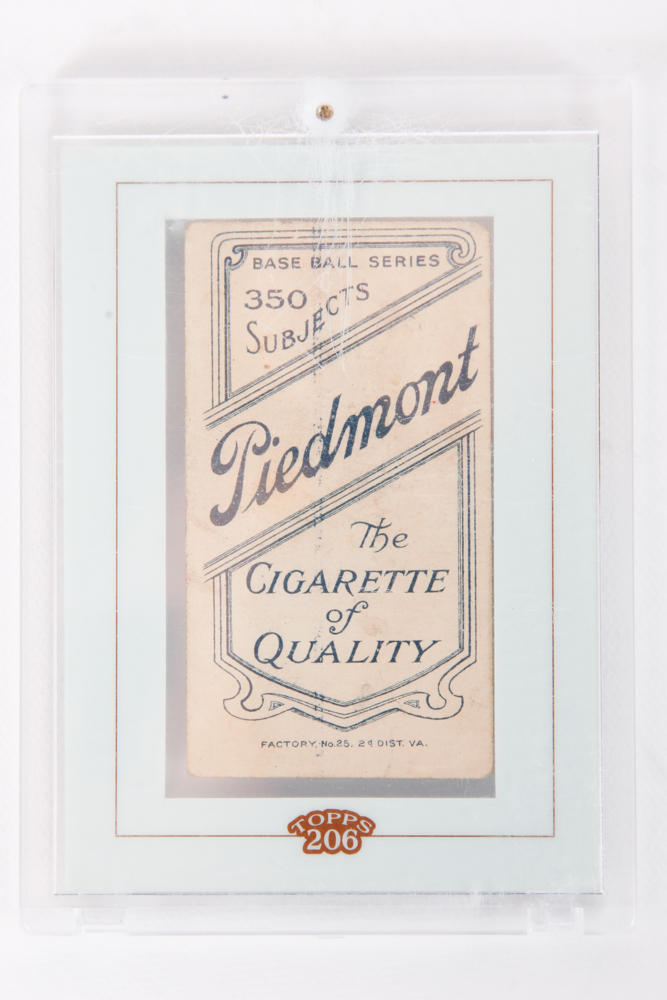 BASE BALL SERIES
350
SUBJECTS
Piedmont
The
CIGARETTE
of
QUALITY
FACTORY No.25, 2d DIST. VA.
TOPPS
206